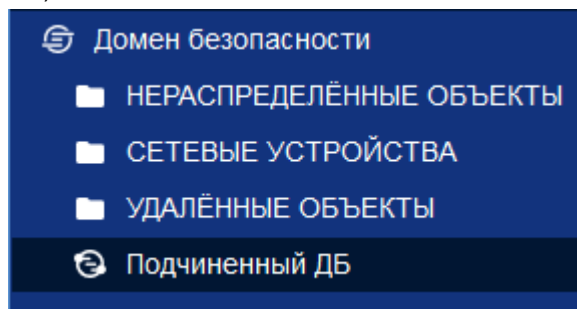 Домен безопасности
НЕРАСПРЕДЕЛЁННЫЕ ОБЪЕКТЫ
СЕТЕВЫЕ УСТРОЙСТВА
УДАЛЁННЫЕ ОБЪЕКТЫ
Подчиненный ДБ